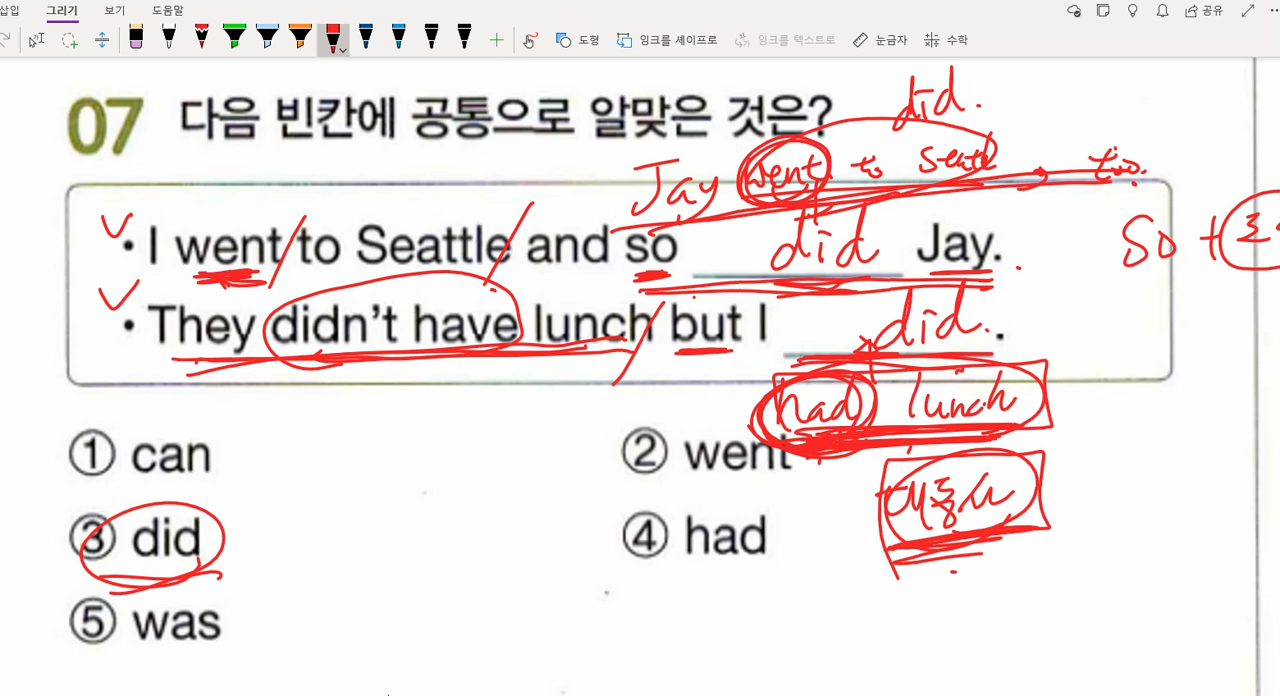 삽입 그리기 보기 도움말 공유
도형 잉크를 셰이프로 잉크를 텍스트로 눈금자 수학
did.
07 다음 빈칸에 공통으로 알맞은 것은?
Jay went to Seattl, too.
• I went to Seattle and so did Jay. So +
• They didn't have lunch but I did. .
had lunch
① can ② went
대동사
③ did ④ had
⑤ was